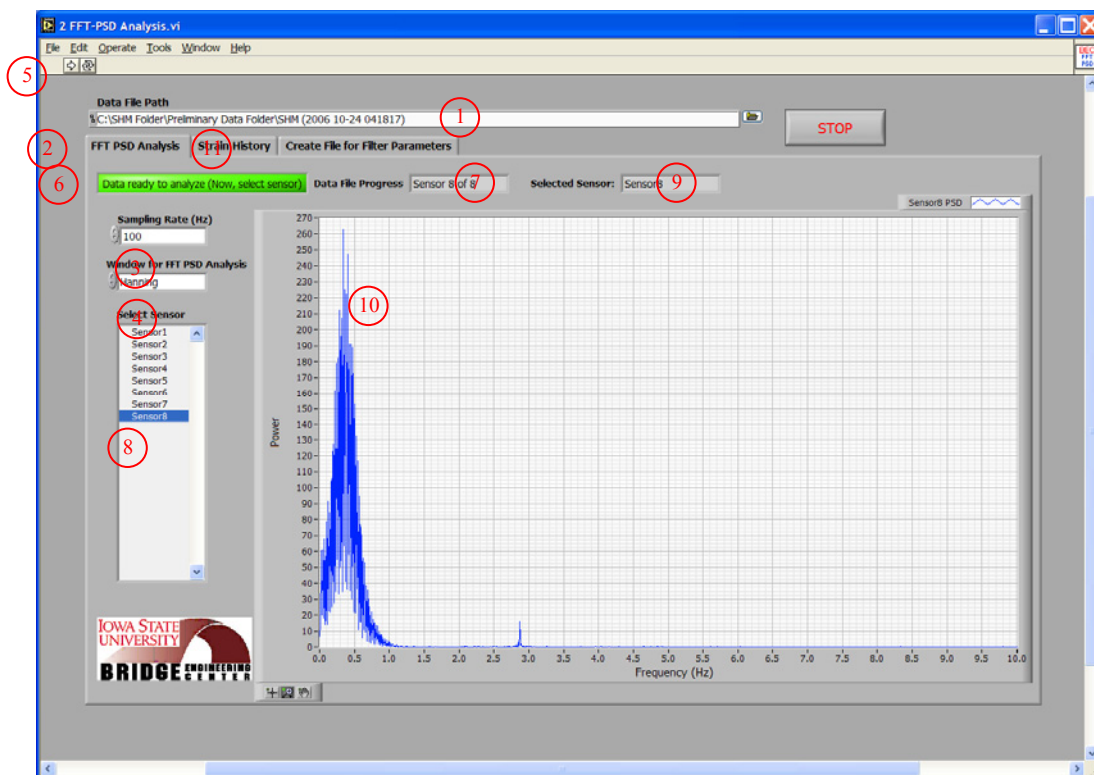 2 FFT-PSD Analysis.vi
File Edit Operate Tools Window Help
DEC
FFT
PSD
5
Data File Path
C:\SHM Folder\Prelminary Data Folder\SHM (2006 10-24 041817)
1
STOP
2
FFT PSD Analysis
Strain History
11
Create File for Filter Parameters
6
Data ready to analyze (Now, select sensor)
Data File Progress
Sensor 8 of 8
7
Selected Sensor:
Sensor8
9
Sensor8 PSD
Sampling Rate (Hz)
100
Window for FFT PSD Analysis
3
Hanning
Select Sensor
4
Sensor1
Sensor2
Sensor3
Sensor4
Sensor5
Sensor6
Sensor7
Sensor8
8
270
260
250
240
230
220
210
200
190
180
170
160
150
140
130
120
110
100
90
80
70
60
50
40
30
20
10
0
10
Power
0.0 0.5 1.0 1.5 2.0 2.5 3.0 3.5 4.0 4.5 5.0 5.5 6.0 6.5 7.0 7.5 8.0 8.5 9.0 9.5 10.0
Frequency (Hz)
IOWA STATE
UNIVERSITY
BRIDGE ENGINEERING
CENTER